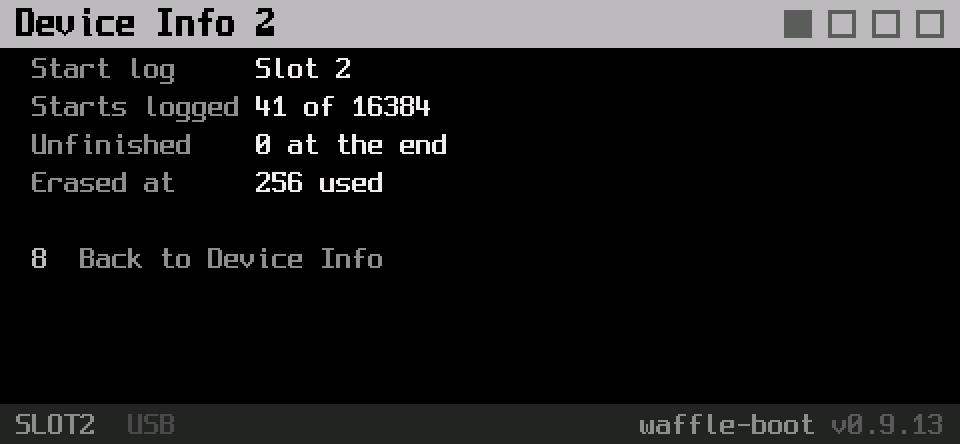 Device Info 2
Start log Slot 2
Starts logged 41 of 16384
Unfinished 0 at the end
Erased at 256 used
8 Back to Device Info
SLOT2 USB waffle-boot v0.9.13